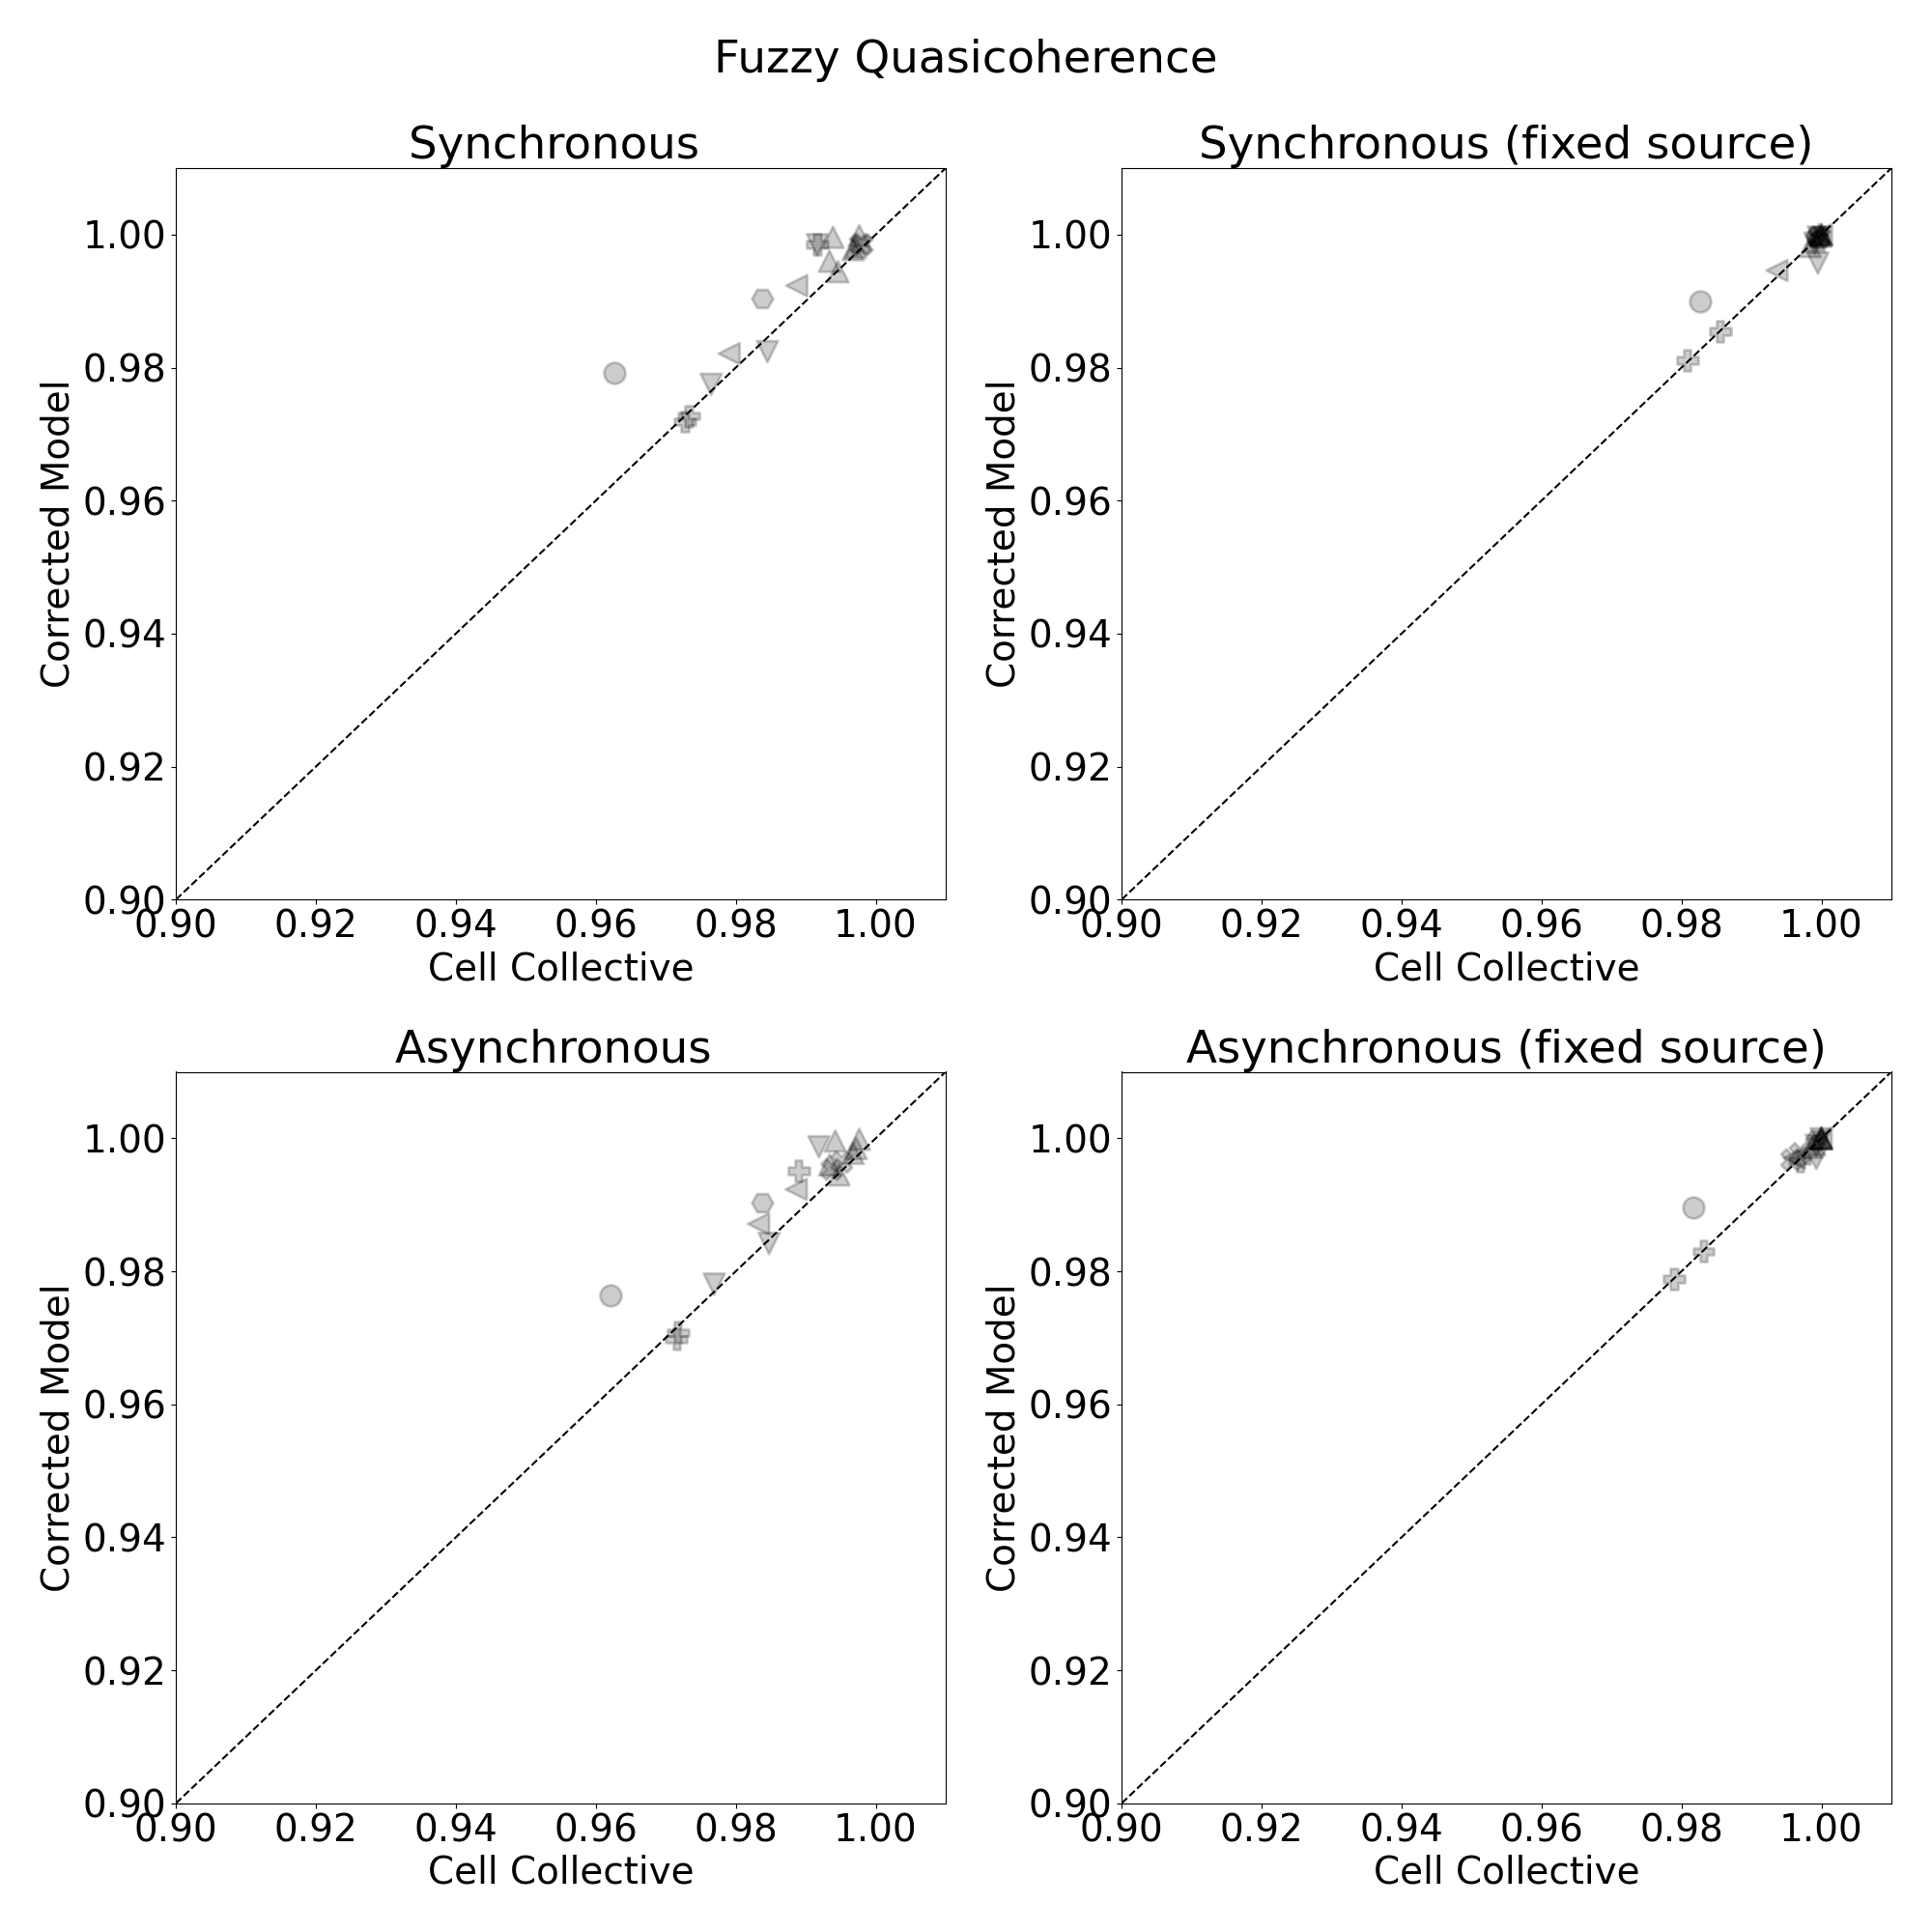 Fuzzy Quasicoherence
Synchronous
Corrected Model
1.00
0.98
0.96
0.94
0.92
0.90
0.90 0.92 0.94 0.96 0.98 1.00
Cell Collective
Synchronous (fixed source)
Corrected Model
1.00
0.98
0.96
0.94
0.92
0.90
0.90 0.92 0.94 0.96 0.98 1.00
Cell Collective
Asynchronous
Corrected Model
1.00
0.98
0.96
0.94
0.92
0.90
0.90 0.92 0.94 0.96 0.98 1.00
Cell Collective
Asynchronous (fixed source)
Corrected Model
1.00
0.98
0.96
0.94
0.92
0.90
0.90 0.92 0.94 0.96 0.98 1.00
Cell Collective